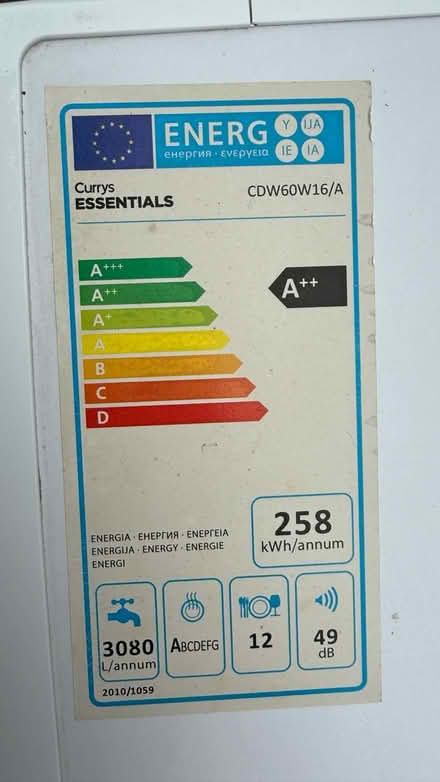 ENERG
Y IJA
IE IA
енергия · ενεργεια
Currys
ESSENTIALS
CDW60W16/A
A+++
A++
A++
A+
A
B
C
D
258
kWh/annum
ENERGIA · ЕНЕРГИЯ · ΕΝΕΡΓΕΙΑ
ENERGIJA · ENERGY · ENERGIE
ENERGI
3080
L/annum
ABCDEFG
12
49
dB
2010/1059